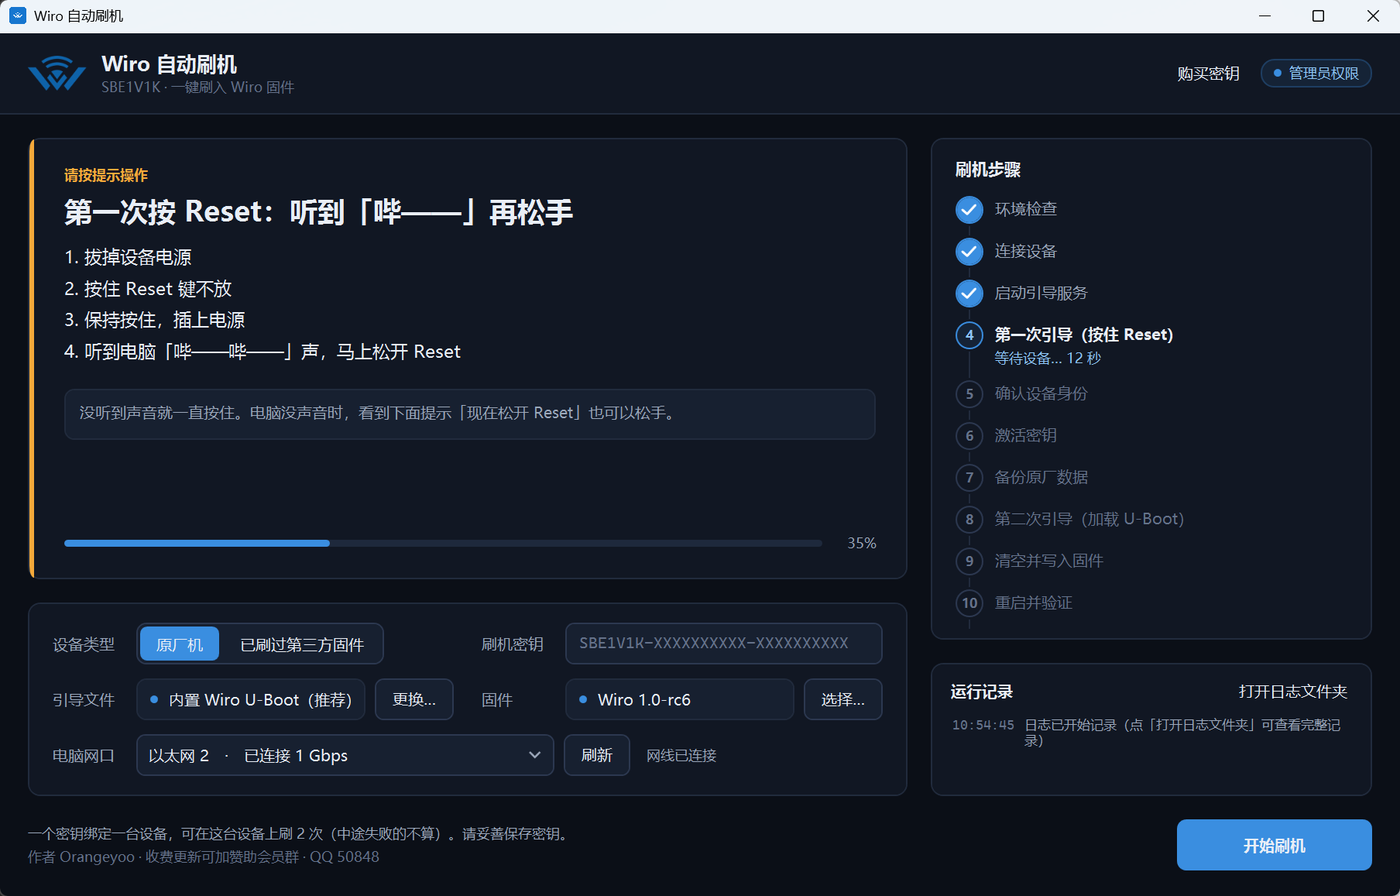 Wiro 自动刷机
Wiro 自动刷机
SBE1V1K · 一键刷入 Wiro 固件
购买密钥
管理员权限
请按提示操作
第一次按 Reset：听到「哔——」再松手
1. 拔掉设备电源
2. 按住 Reset 键不放
3. 保持按住，插上电源
4. 听到电脑「哔——哔——」声，马上松开 Reset
没听到声音就一直按住。电脑没声音时，看到下面提示「现在松开 Reset」也可以松手。
35%
刷机步骤
环境检查
连接设备
启动引导服务
4 第一次引导（按住 Reset）
等待设备... 12 秒
5 确认设备身份
6 激活密钥
7 备份原厂数据
8 第二次引导（加载 U-Boot）
9 清空并写入固件
10 重启并验证
设备类型 原厂机 已刷过第三方固件 刷机密钥 SBE1V1K-XXXXXXXXXX-XXXXXXXXXX
引导文件 内置 Wiro U-Boot（推荐） 更换... 固件 Wiro 1.0-rc6 选择...
电脑网口 以太网 2 · 已连接 1 Gbps 刷新 网线已连接
运行记录 打开日志文件夹
10:54:45 日志已开始记录（点「打开日志文件夹」可查看完整记
录）
一个密钥绑定一台设备，可在这台设备上刷 2 次（中途失败的不算）。请妥善保存密钥。
作者 Orangeyoo · 收费更新可加赞助会员群 · QQ 50848
开始刷机